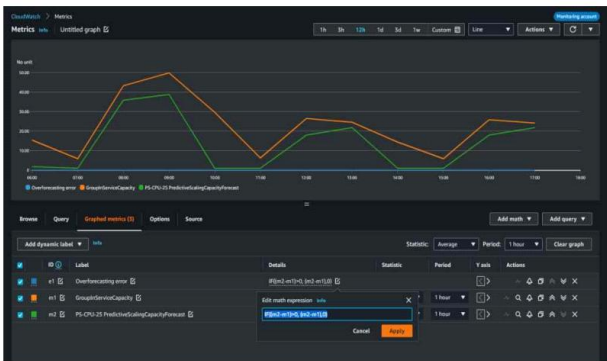 CloudWatch > Metrics
Monitoring account
Metrics Info Untitled graph
1h 3h 12h 1d 3d 1w Custom Line Actions
No unit
50.00
40.00
30.00
20.00
10.00
0
06:00 07:00 08:00 09:00 10:00 11:00 12:00 13:00 14:00 15:00 16:00 17:00 18:00
Overforecasting error GroupInServiceCapacity PS-CPU-25 PredictiveScalingCapacityForecast
Browse Query Graphed metrics (3) Options Source Add math Add query
Add dynamic label Info Statistic: Average Period: 1 hour Clear graph
ID Label Details Statistic Period Y axis Actions
e1 Overforecasting error IF((m2-m1)>0, (m2-m1),0)
m1 GroupInServiceCapacity 1 hour
m2 PS-CPU-25 PredictiveScalingCapacityForecast 1 hour
Edit math expression Info
IF((m2-m1)>0, (m2-m1),0)
Cancel Apply